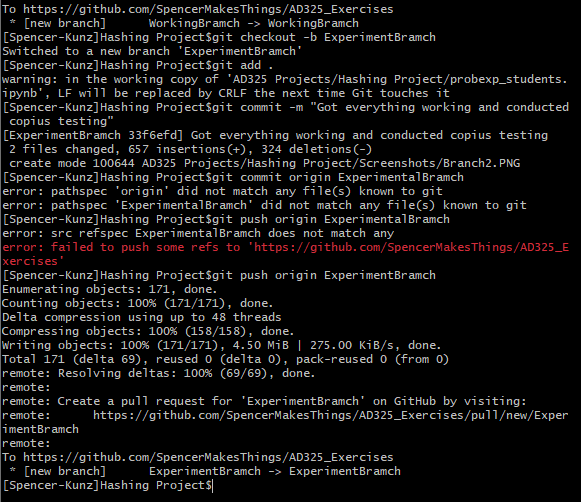 To https://github.com/SpencerMakesThings/AD325_Exercises
 * [new branch]      WorkingBramch -> WorkingBramch
[Spencer-Kunz]Hashing Project$git checkout -b ExperimentBramch
Switched to a new branch 'ExperimentBramch'
[Spencer-Kunz]Hashing Project$git add .
warning: in the working copy of 'AD325 Projects/Hashing Project/probexp_students.
ipynb', LF will be replaced by CRLF the next time Git touches it
[Spencer-Kunz]Hashing Project$git commit -m "Got everything working and conducted
 copius testing"
[ExperimentBramch 33f6efd] Got everything working and conducted copius testing
 2 files changed, 657 insertions(+), 324 deletions(-)
 create mode 100644 AD325 Projects/Hashing Project/Screenshots/Branch2.PNG
[Spencer-Kunz]Hashing Project$git commit origin ExperimentalBramch
error: pathspec 'origin' did not match any file(s) known to git
error: pathspec 'ExperimentalBramch' did not match any file(s) known to git
[Spencer-Kunz]Hashing Project$git push origin ExperimentalBramch
error: src refspec ExperimentalBramch does not match any
error: failed to push some refs to 'https://github.com/SpencerMakesThings/AD325_E
xercises'
[Spencer-Kunz]Hashing Project$git push origin ExperimentBramch
Enumerating objects: 171, done.
Counting objects: 100% (171/171), done.
Delta compression using up to 48 threads
Compressing objects: 100% (158/158), done.
Writing objects: 100% (171/171), 4.50 MiB | 275.00 KiB/s, done.
Total 171 (delta 69), reused 0 (delta 0), pack-reused 0 (from 0)
remote: Resolving deltas: 100% (69/69), done.
remote:
remote: Create a pull request for 'ExperimentBramch' on GitHub by visiting:
remote:      https://github.com/SpencerMakesThings/AD325_Exercises/pull/new/Exper
imentBramch
remote:
To https://github.com/SpencerMakesThings/AD325_Exercises
 * [new branch]      ExperimentBramch -> ExperimentBramch
[Spencer-Kunz]Hashing Project$